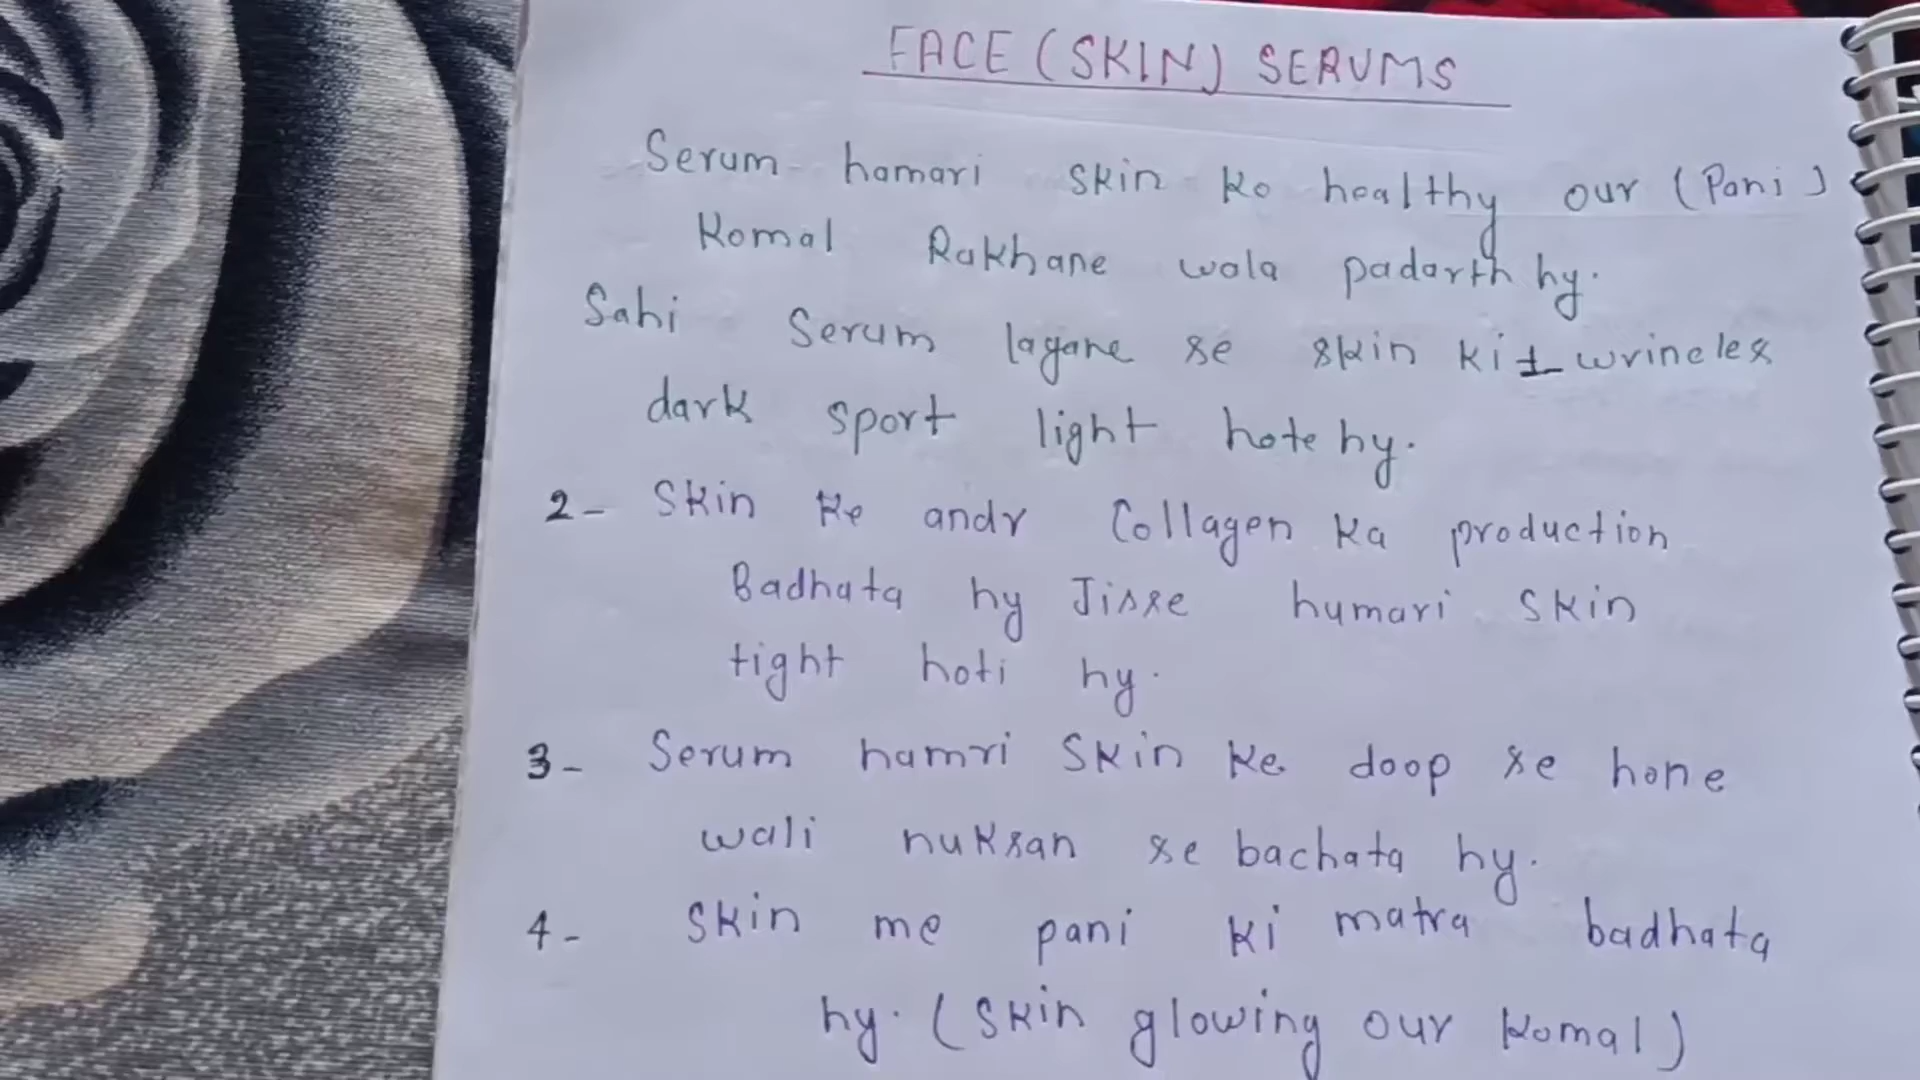 FACE (SKIN) SERUMS
Serum hamari skin ko healthy our (Pani)
Komal Rakhane wala padarth hy.
Sahi Serum lagane se skin ki wrincles
dark sport light hote hy.
2- Skin ke andr Collagen ka production
Badhata hy Jisse humari skin
tight hoti hy.
3- Serum hamri Skin ke doop se hone
wali nuksan se bachata hy.
4- Skin me pani ki matra badhata
hy. (Skin glowing our Komal)